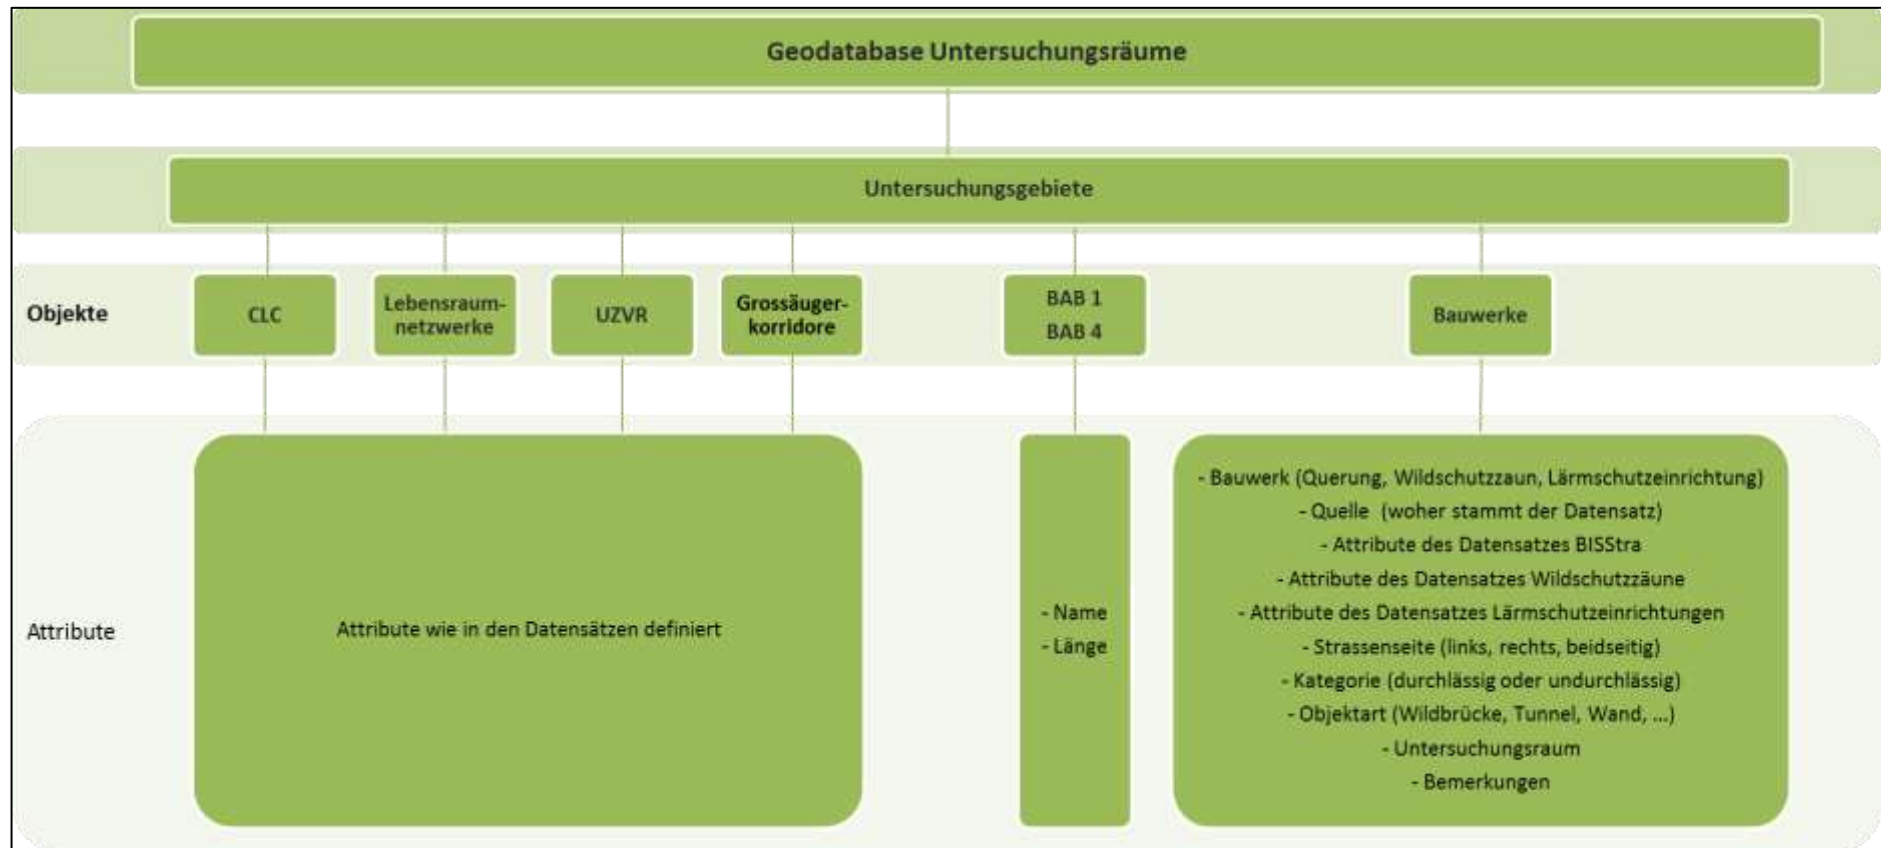 Geodatabase Untersuchungsräume
Untersuchungsgebiete
Objekte
CLC
Lebensraum-
netzwerke
UZVR
Grossäuger-
korridore
BAB 1
BAB 4
Bauwerke
Attribute
Attribute wie in den Datensätzen definiert
- Name
- Länge
- Bauwerk (Querung, Wildschutzzaun, Lärmschutzeinrichtung)
- Quelle (woher stammt der Datensatz)
- Attribute des Datensatzes BISStra
- Attribute des Datensatzes Wildschutzzäune
- Attribute des Datensatzes Lärmschutzeinrichtungen
- Strassenseite (links, rechts, beidseitig)
- Kategorie (durchlässig oder undurchlässig)
- Objektart (Wildbrücke, Tunnel, Wand, ...)
- Untersuchungsraum
- Bemerkungen